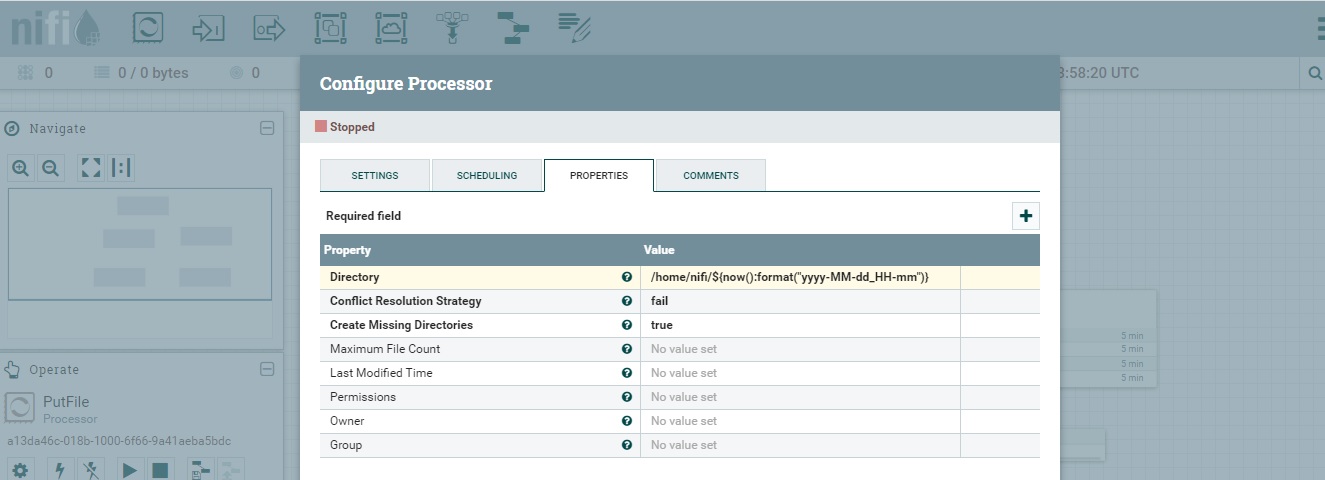 nifi
0 0 / 0 bytes 0 :58:20 UTC
Configure Processor
Stopped
Navigate
SETTINGS SCHEDULING PROPERTIES COMMENTS
Required field
Property Value
Directory /home/nifi/${now():format("yyyy-MM-dd_HH-mm")}
Conflict Resolution Strategy fail
Create Missing Directories true
Maximum File Count No value set
Last Modified Time No value set
Permissions No value set
Owner No value set
Group No value set
5 min
5 min
5 min
5 min
Operate
PutFile
Processor
a13da46c-018b-1000-6f66-9a41aeba5bdc